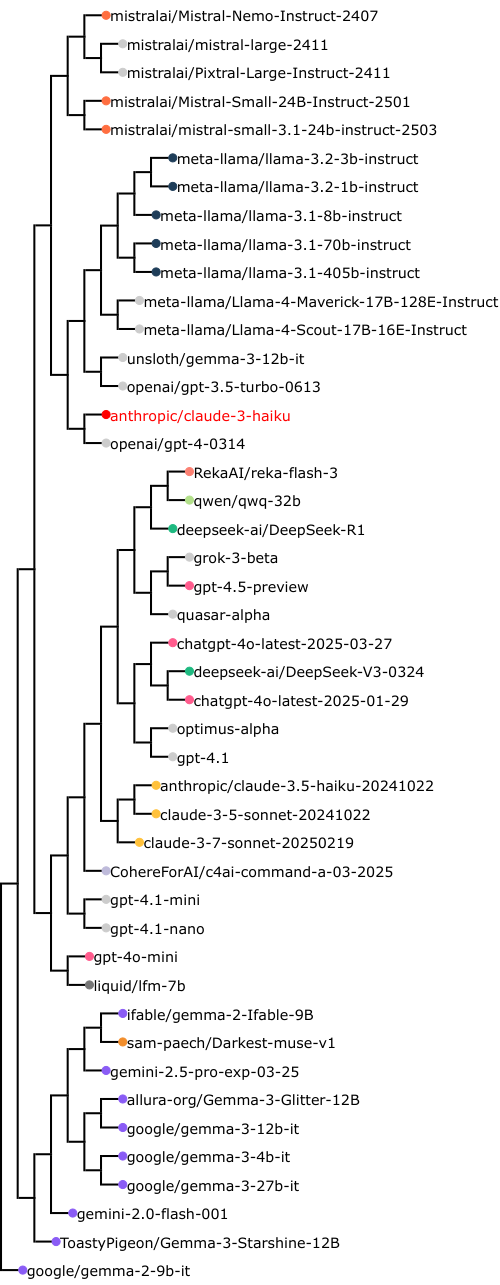 mistralai/Mistral-Nemo-Instruct-2407
mistralai/mistral-large-2411
mistralai/Pixtral-Large-Instruct-2411
mistralai/Mistral-Small-24B-Instruct-2501
mistralai/mistral-small-3.1-24b-instruct-2503
meta-llama/llama-3.2-3b-instruct
meta-llama/llama-3.2-1b-instruct
meta-llama/llama-3.1-8b-instruct
meta-llama/llama-3.1-70b-instruct
meta-llama/llama-3.1-405b-instruct
meta-llama/Llama-4-Maverick-17B-128E-Instruct
meta-llama/Llama-4-Scout-17B-16E-Instruct
unsloth/gemma-3-12b-it
openai/gpt-3.5-turbo-0613
anthropic/claude-3-haiku
openai/gpt-4-0314
RekaAI/reka-flash-3
qwen/qwq-32b
deepseek-ai/DeepSeek-R1
grok-3-beta
gpt-4.5-preview
quasar-alpha
chatgpt-4o-latest-2025-03-27
deepseek-ai/DeepSeek-V3-0324
chatgpt-4o-latest-2025-01-29
optimus-alpha
gpt-4.1
anthropic/claude-3.5-haiku-20241022
claude-3-5-sonnet-20241022
claude-3-7-sonnet-20250219
CohereForAI/c4ai-command-a-03-2025
gpt-4.1-mini
gpt-4.1-nano
gpt-4o-mini
liquid/lfm-7b
ifable/gemma-2-Ifable-9B
sam-paech/Darkest-muse-v1
gemini-2.5-pro-exp-03-25
allura-org/Gemma-3-Glitter-12B
google/gemma-3-12b-it
google/gemma-3-4b-it
google/gemma-3-27b-it
gemini-2.0-flash-001
ToastyPigeon/Gemma-3-Starshine-12B
google/gemma-2-9b-it